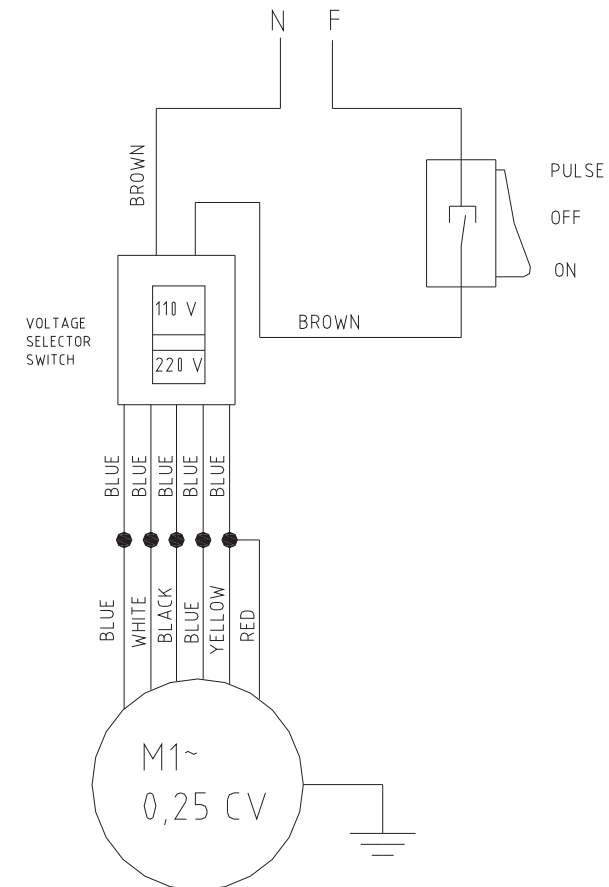 N F
BROWN
PULSE
OFF
ON
BROWN
VOLTAGE
SELECTOR
SWITCH
110 V
220 V
BLUE BLUE BLUE BLUE BLUE
BLUE WHITE BLACK BLUE YELLOW RED
M1~
0,25 CV